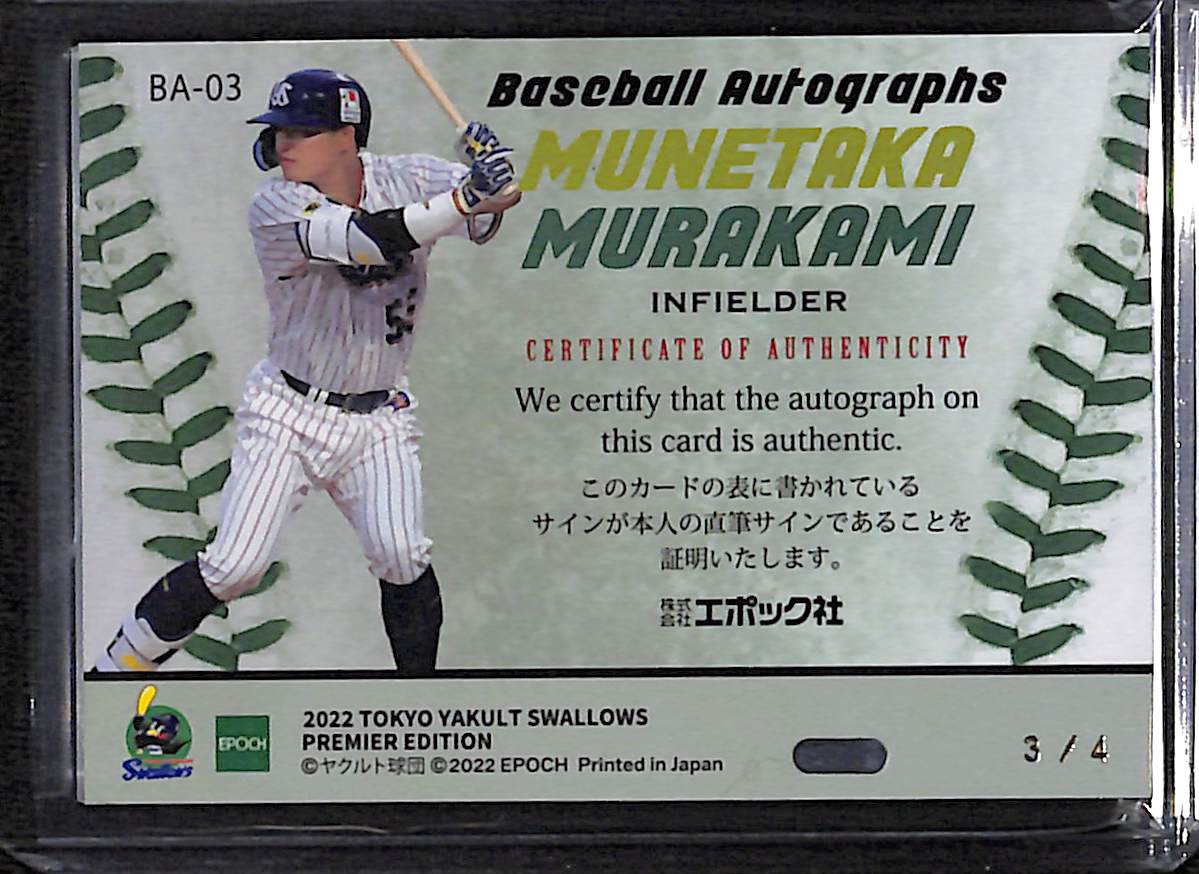 BA-03
Baseball Autographs
MUNETAKA
MURAKAMI
INFIELDER
CERTIFICATE OF AUTHENTICITY
We certify that the autograph on
this card is authentic.
このカードの表に書かれている
サインが本人の直筆サインであることを
証明いたします。
株式会社エポック社
Swallows
EPOCH
2022 TOKYO YAKULT SWALLOWS
PREMIER EDITION
©ヤクルト球団 ©2022 EPOCH Printed in Japan
3 / 4